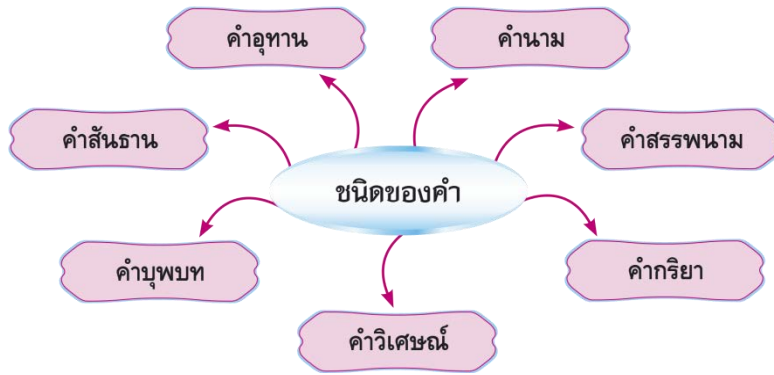 คำอุทาน
คำนาม
คำสันธาน
คำสรรพนาม
ชนิดของคำ
คำบุพบท
คำกริยา
คำวิเศษณ์